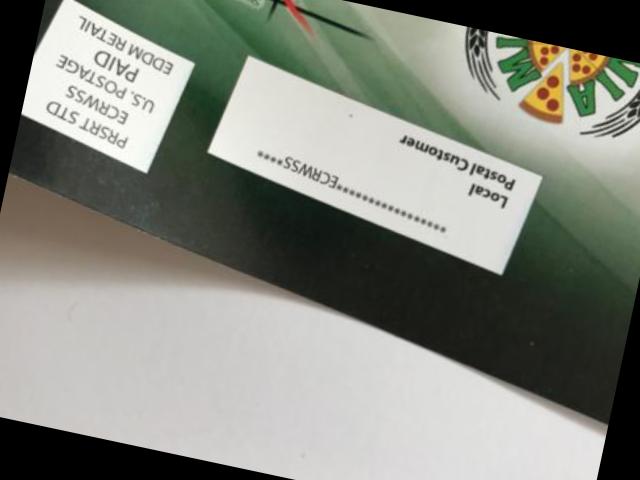 PRSRT STD
ECRWSS
U.S. POSTAGE
PAID
EDDM RETAIL
*****************ECRWSS****
Local
Postal Customer